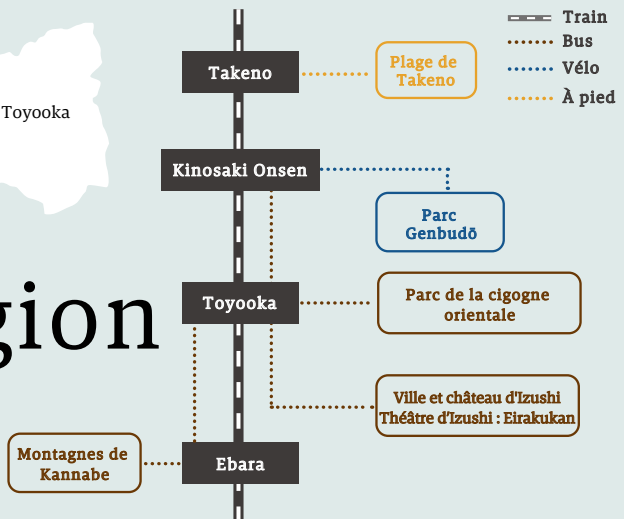 Train
Bus
Vélo
À pied
Takeno
Plage de
Takeno
Toyooka
Kinosaki Onsen
Parc
Genbudō
gion
Toyooka
Parc de la cigogne
orientale
Ville et château d'Izushi
Théâtre d'Izushi : Eirakukan
Montagnes de
Kannabe
Ebara